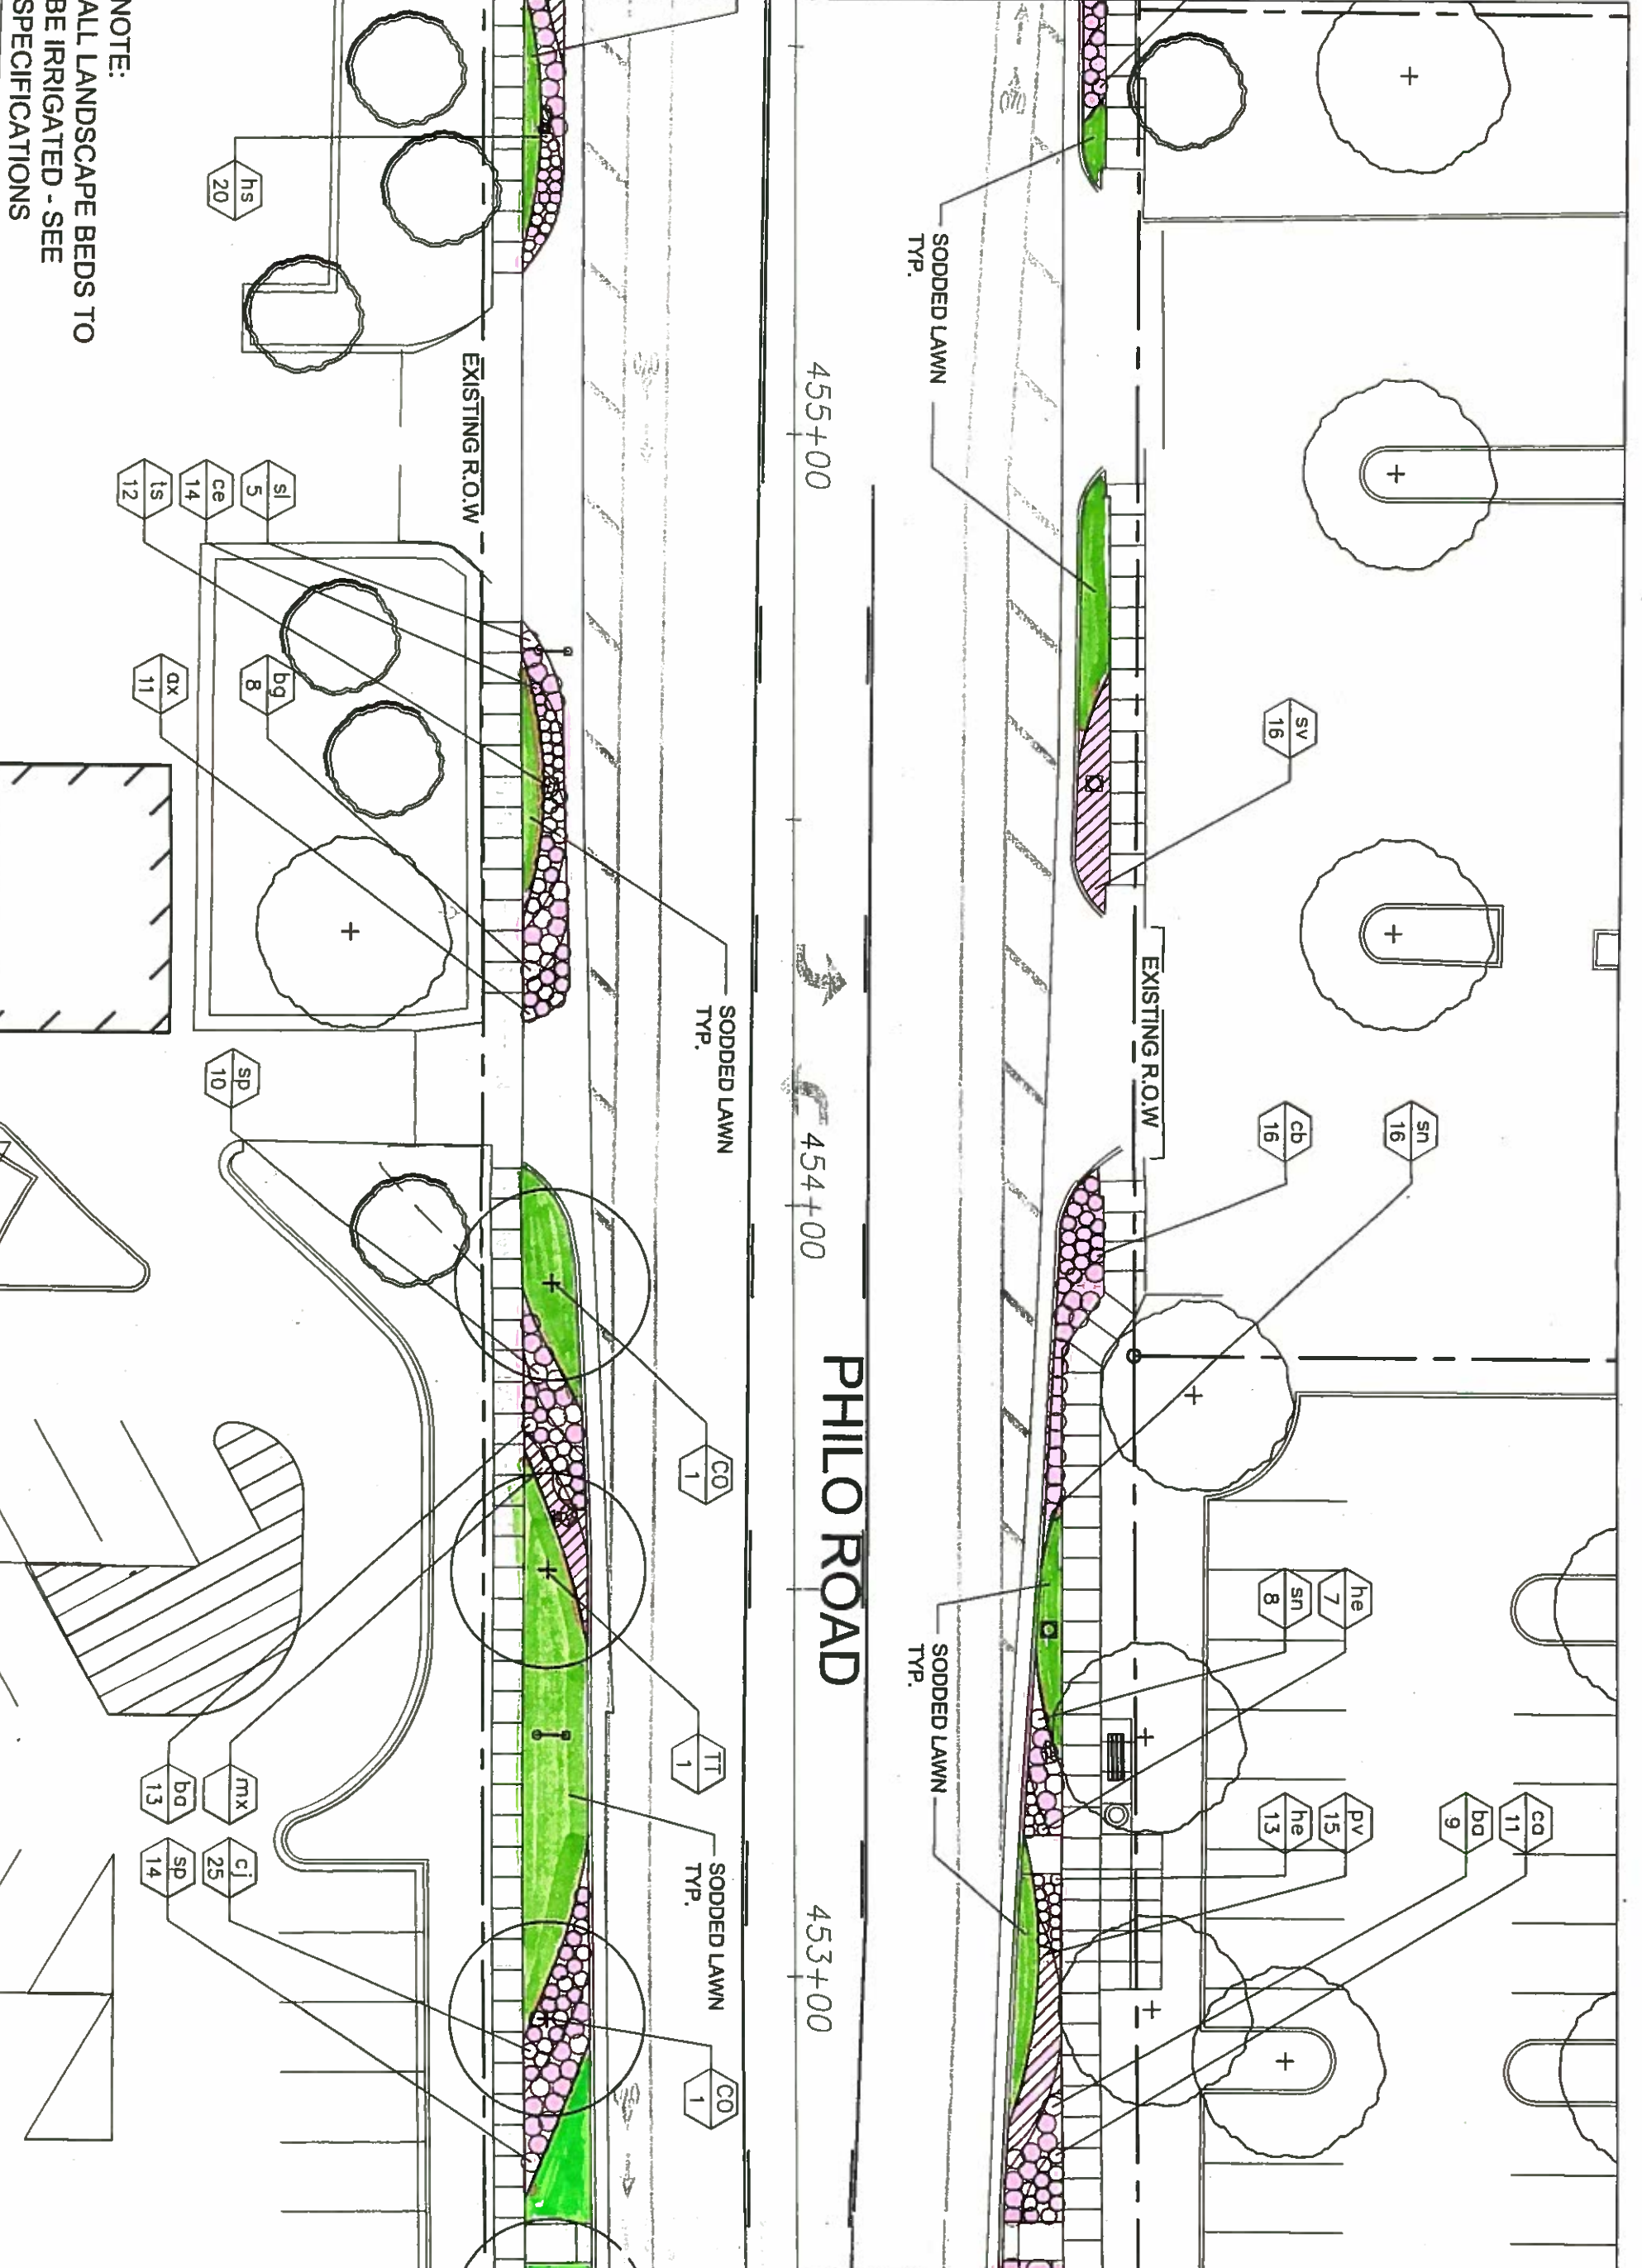 NOTE:
ALL LANDSCAPE BEDS TO
BE IRRIGATED - SEE
SPECIFICATIONS
hs
20
EXISTING R.O.W
sl
5
ce
14
ts
12
bg
8
ax
11
SODDED LAWN
TYP.
sp
10
CO
1
TT
1
mx
ba
13
cj
25
sp
14
SODDED LAWN
TYP.
CO
1
455+00
454+00
PHILO ROAD
453+00
SODDED LAWN
TYP.
sv
16
EXISTING R.O.W
sn
16
cb
16
he
7
sn
8
SODDED LAWN
TYP.
pv
15
he
13
ca
11
ba
9